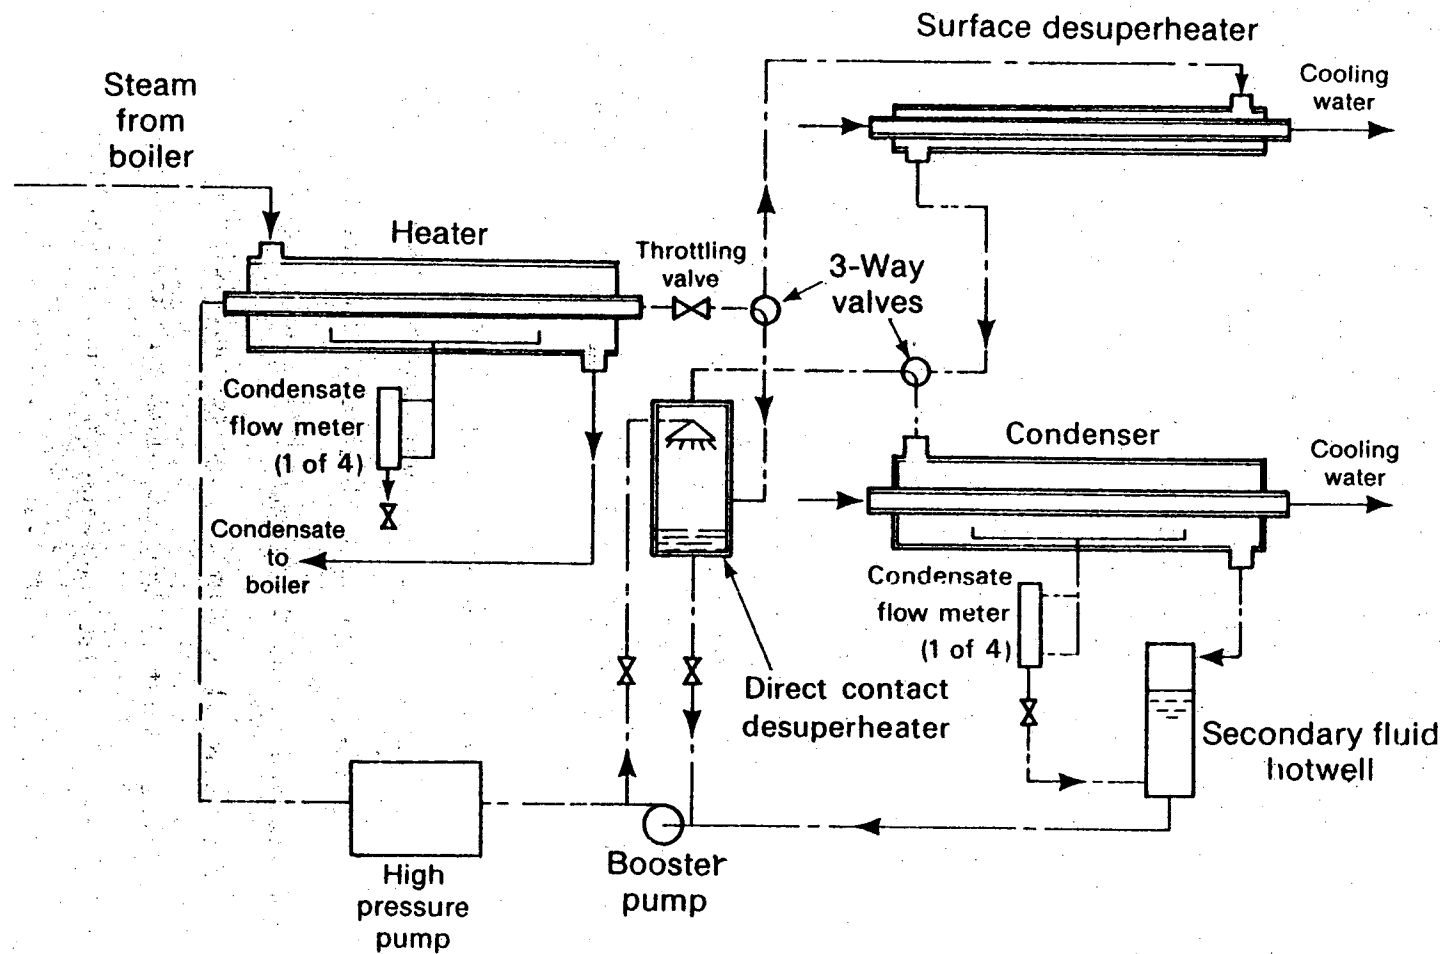 Surface desuperheater
Cooling
water
Steam
from
boiler
Heater
Throttling
valve
3-Way
valves
Condensate
flow meter
(1 of 4)
Condenser
Cooling
water
Condensate
to
boiler
Condensate
flow meter
(1 of 4)
Direct contact
desuperheater
Secondary fluid
hotwell
Booster
pump
High
pressure
pump